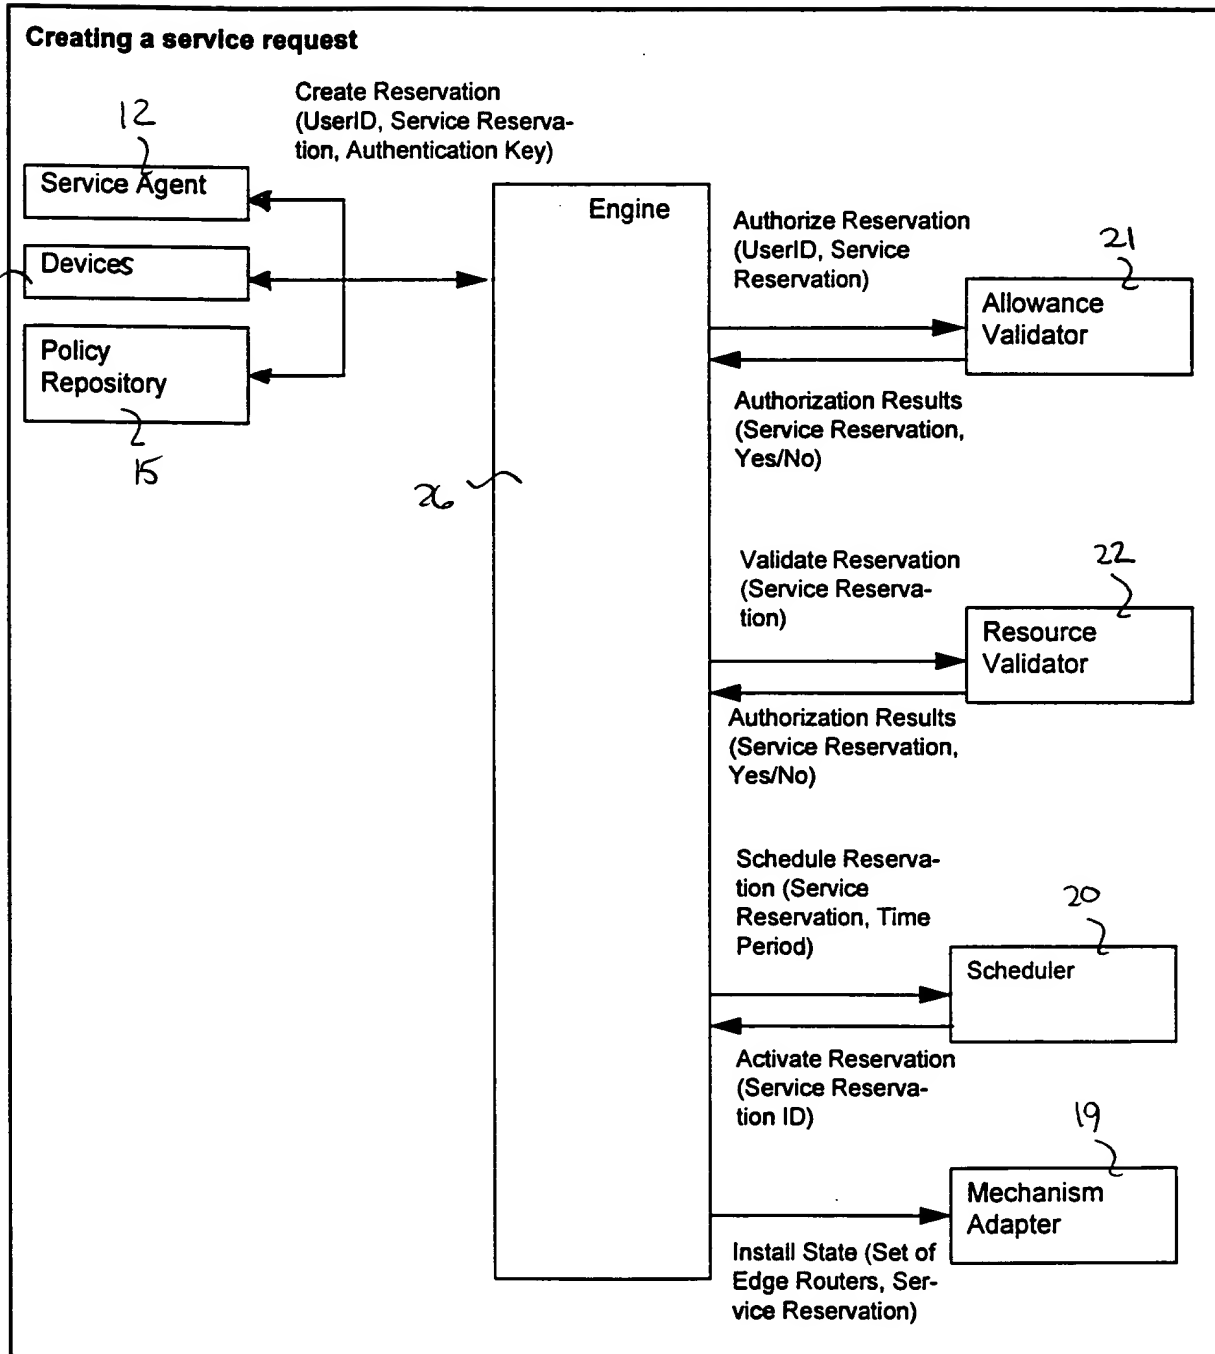 Creating a service request
Create Reservation
(UserID, Service Reserva-
tion, Authentication Key)
12
Service Agent
Devices
Policy
Repository
15
Engine
26
Authorize Reservation
(UserID, Service
Reservation)
21
Allowance
Validator
Authorization Results
(Service Reservation,
Yes/No)
Validate Reservation
(Service Reserva-
tion)
22
Resource
Validator
Authorization Results
(Service Reservation,
Yes/No)
Schedule Reserva-
tion (Service
Reservation, Time
Period)
20
Scheduler
Activate Reservation
(Service Reserva-
tion ID)
19
Mechanism
Adapter
Install State (Set of
Edge Routers, Ser-
vice Reservation)